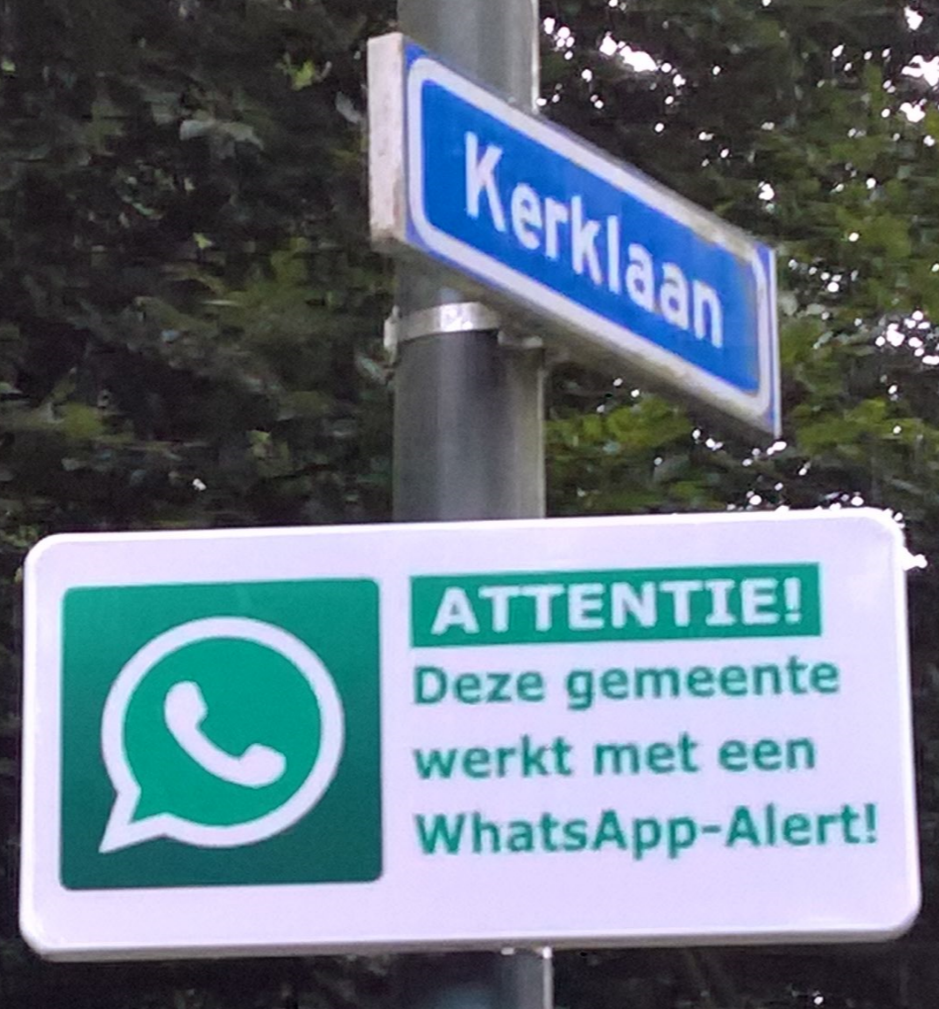 Kerklaan
ATTENTIE!
Deze gemeente
werkt met een
WhatsApp-Alert!